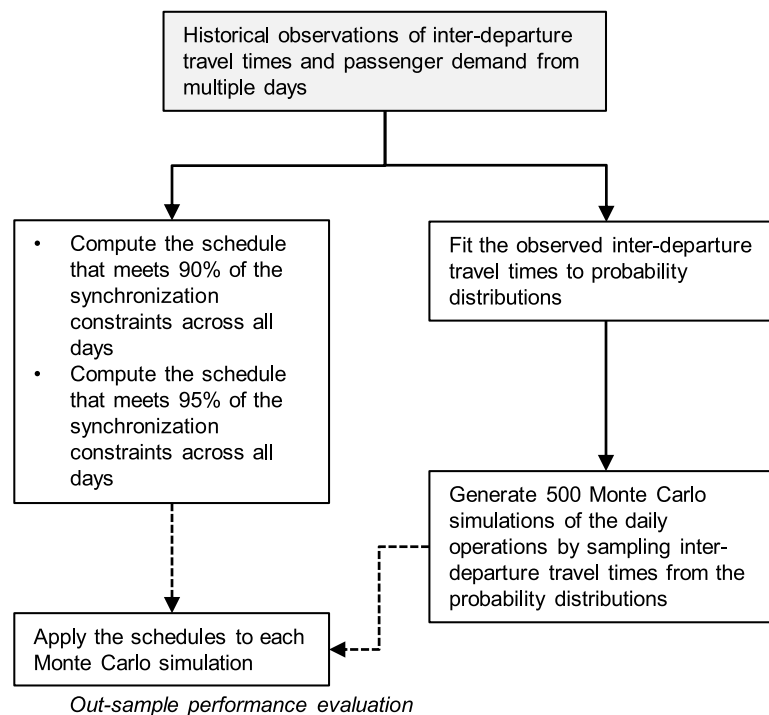 Historical observations of inter-departure
travel times and passenger demand from
multiple days
• Compute the schedule
that meets 90% of the
synchronization
constraints across all
days
• Compute the schedule
that meets 95% of the
synchronization
constraints across all
days
Fit the observed inter-departure
travel times to probability
distributions
Generate 500 Monte Carlo
simulations of the daily
operations by sampling inter-
departure travel times from the
probability distributions
Apply the schedules to each
Monte Carlo simulation
Out-sample performance evaluation